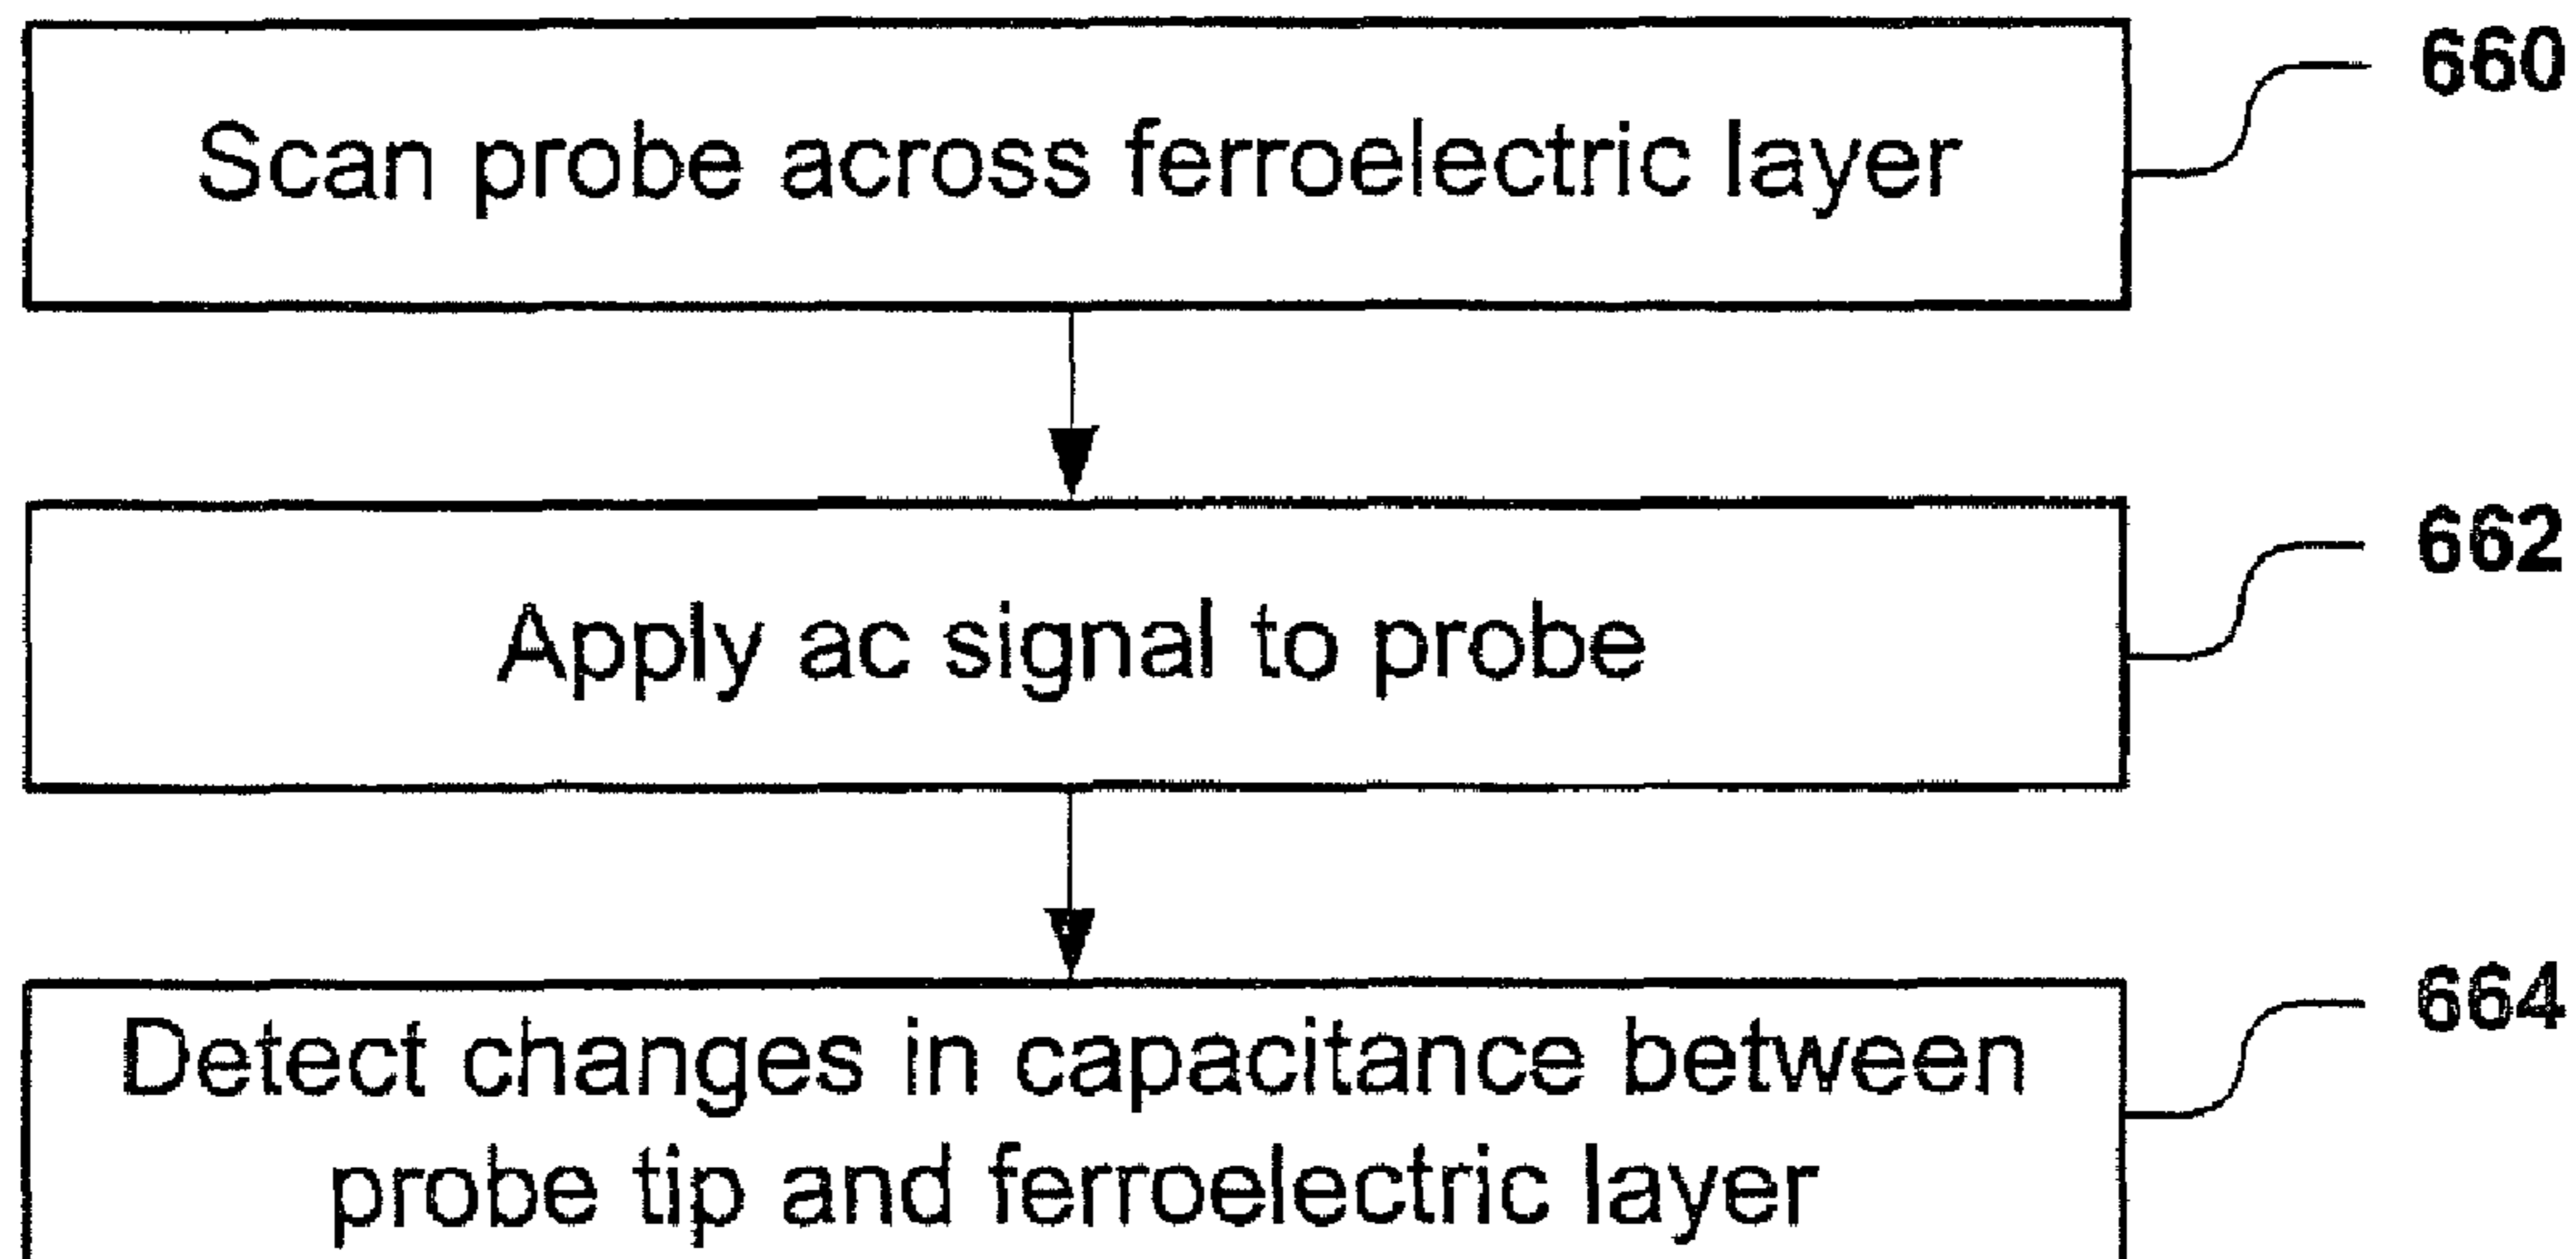 Scan probe across ferroelectric layer
660
Apply ac signal to probe
662
Detect changes in capacitance between
probe tip and ferroelectric layer
664